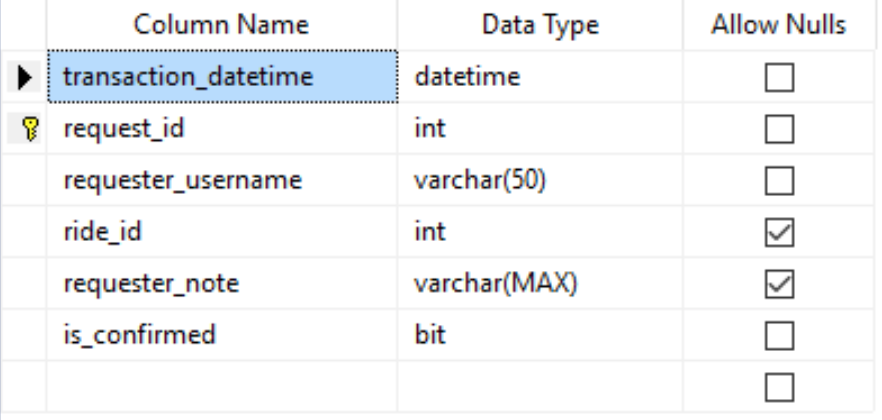 Column Name Data Type Allow Nulls
transaction_datetime datetime
request_id int
requester_username varchar(50)
ride_id int
requester_note varchar(MAX)
is_confirmed bit